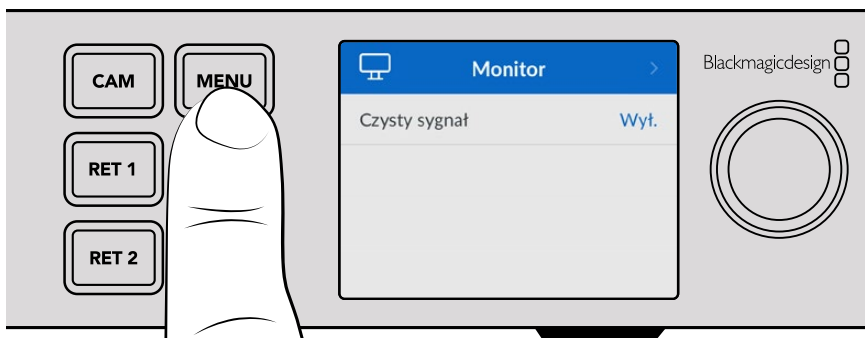 CAM
MENU
Monitor
Blackmagicdesign
Czysty sygnał Wył.
RET 1
RET 2